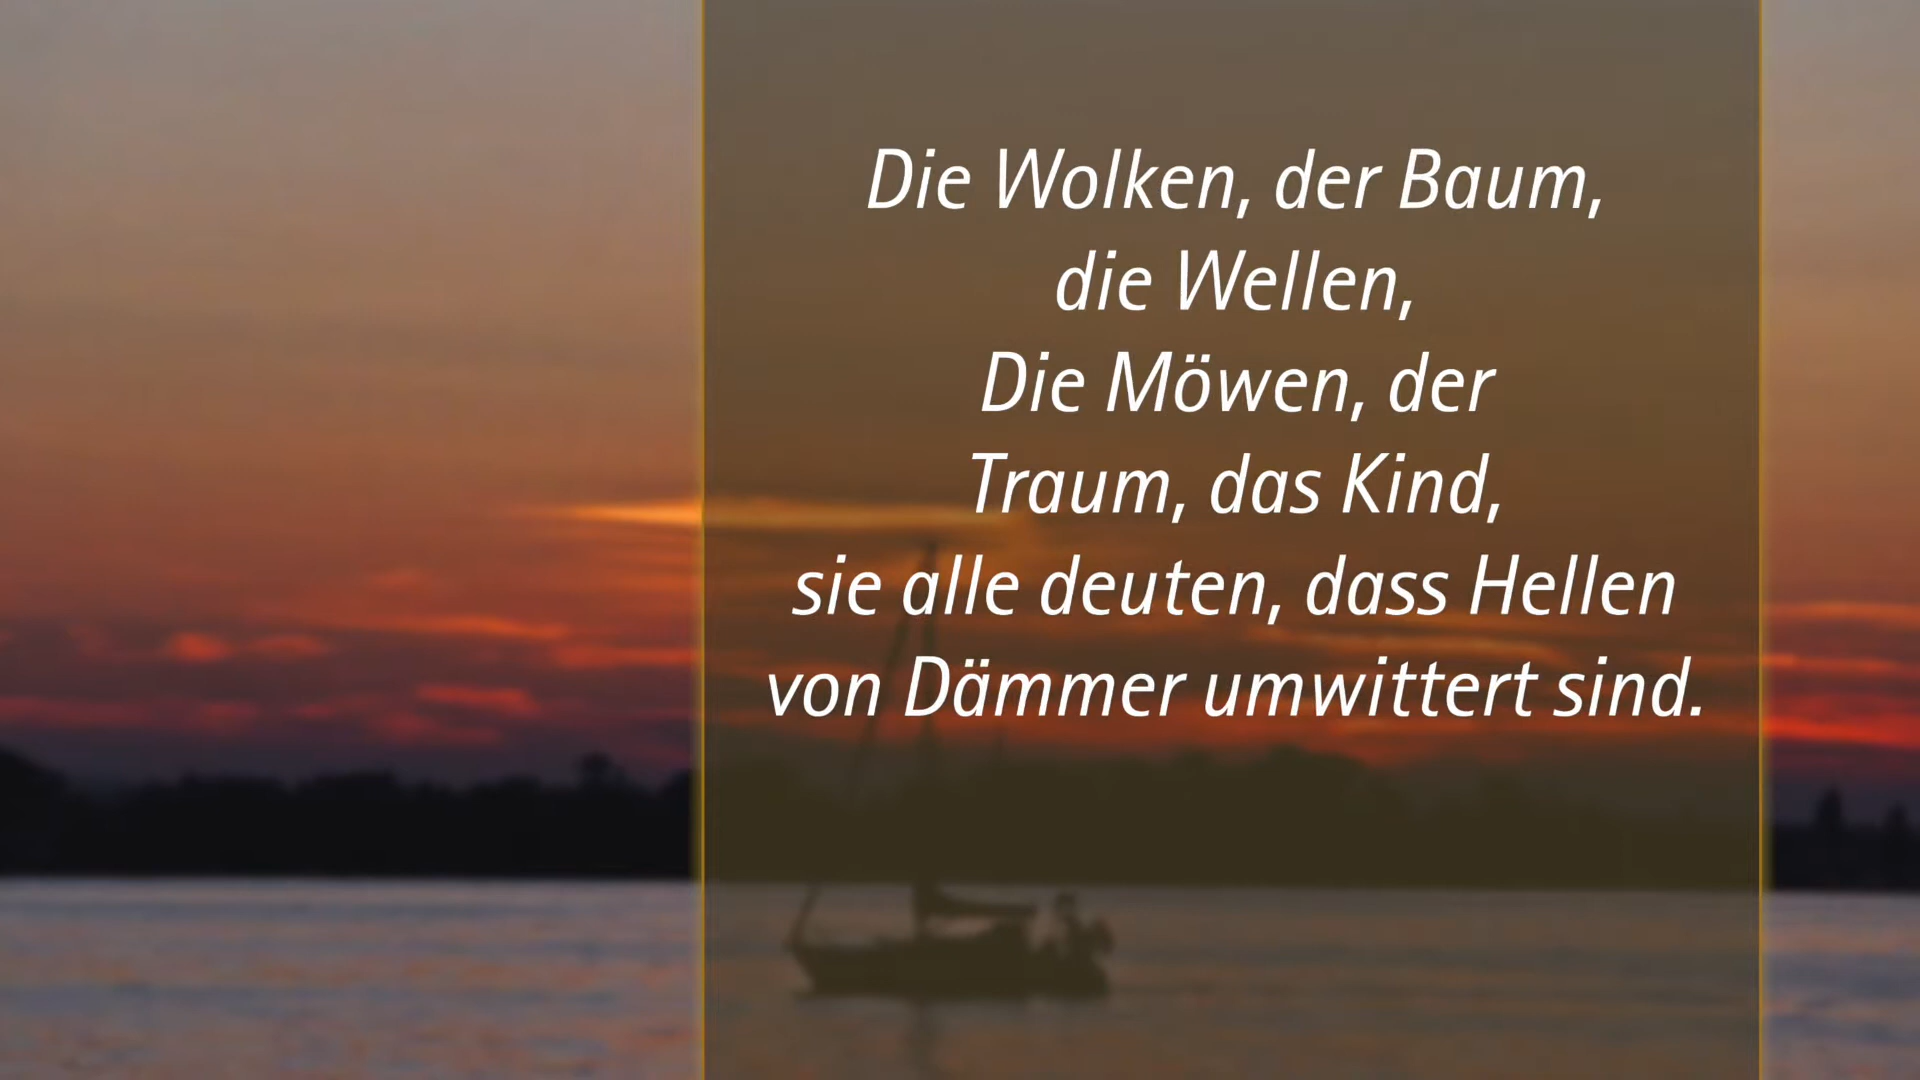 Die Wolken, der Baum,
die Wellen,
Die Möwen, der
Traum, das Kind,
sie alle deuten, dass Hellen
von Dämmer umwittert sind.